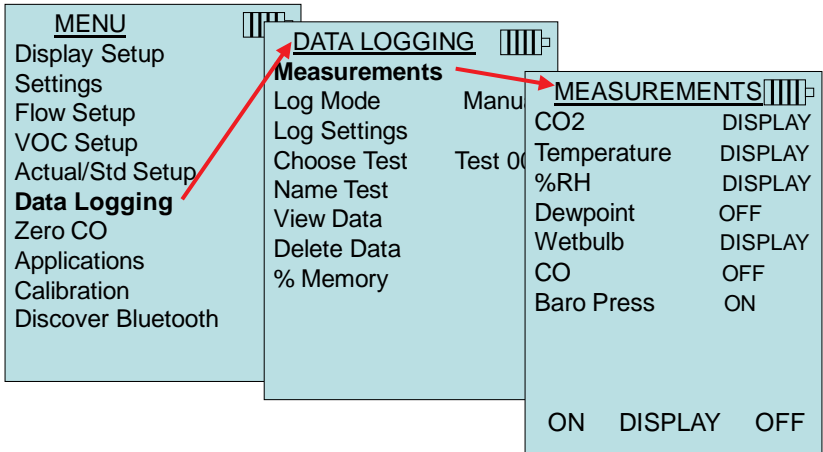 MENU
Display Setup
Settings
Flow Setup
VOC Setup
Actual/Std Setup
Data Logging
Zero CO
Applications
Calibration
Discover Bluetooth
DATA LOGGING
Measurements
Log Mode
Log Settings
Choose Test Test
Name Test
View Data
Delete Data
% Memory
MEASUREMENTS
CO2 DISPLAY
Temperature DISPLAY
%RH DISPLAY
Dewpoint OFF
Wetbulb DISPLAY
CO OFF
Baro Press ON
ON DISPLAY OFF